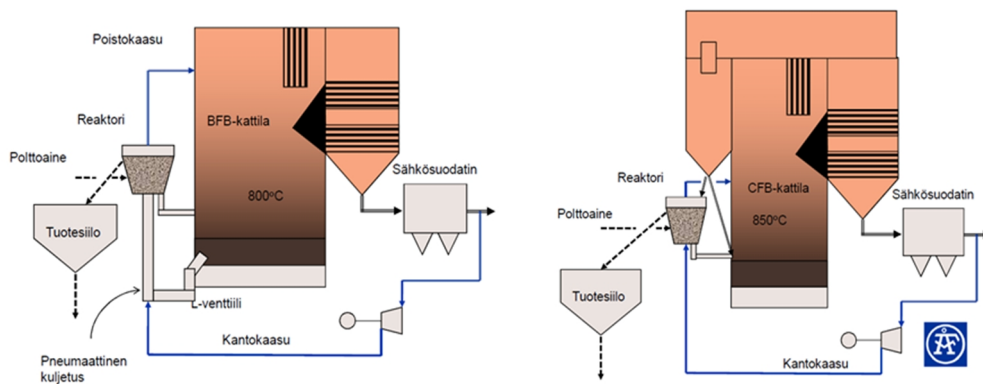 Poistokaasu
Reaktori
BFB-kattila
Polttoaine
800°C
Sähkösuodatin
Tuotesiilo
L-venttiili
Kantokaasu
Pneumaattinen
kuljetus
Reaktori
CFB-kattila
Polttoaine
850°C
Sähkösuodatin
Tuotesiilo
Kantokaasu
ÅF